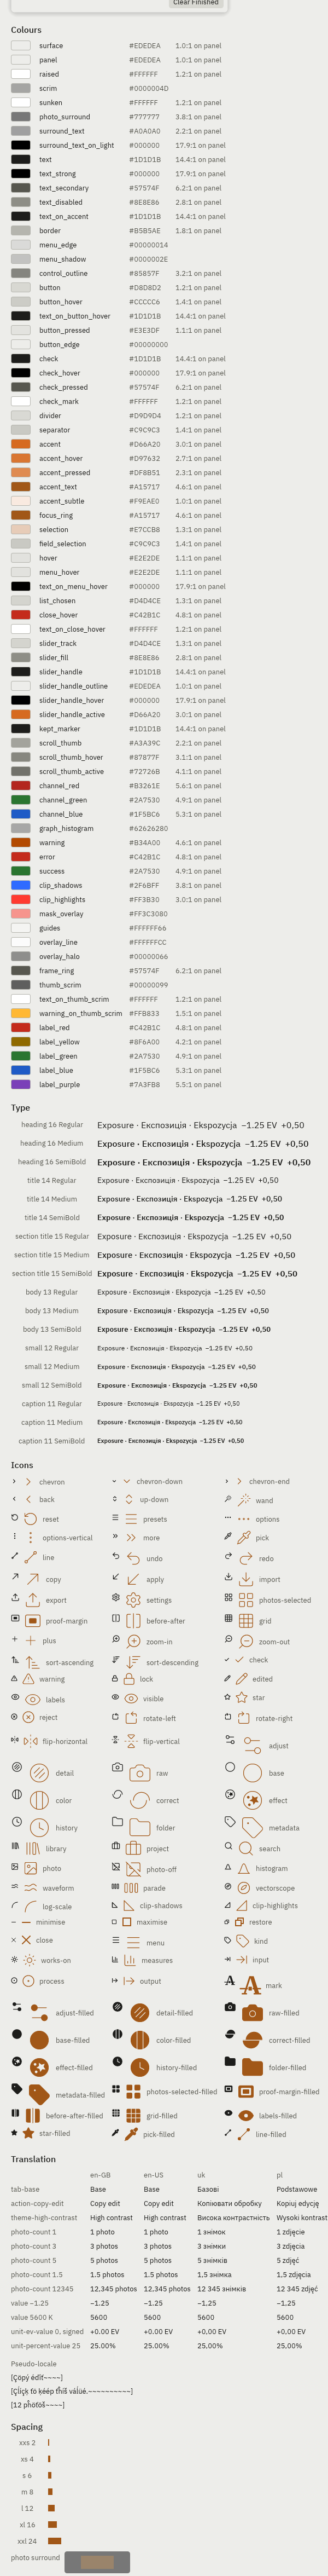 Clear Finished
Colours
surface #EDEDEA 1.0:1 on panel
panel #EDEDEA 1.0:1 on panel
raised #FFFFFF 1.2:1 on panel
scrim #0000004D
sunken #FFFFFF 1.2:1 on panel
photo_surround #777777 3.8:1 on panel
surround_text #A0A0A0 2.2:1 on panel
surround_text_on_light #000000 17.9:1 on panel
text #1D1D1B 14.4:1 on panel
text_strong #000000 17.9:1 on panel
text_secondary #57574F 6.2:1 on panel
text_disabled #8E8E86 2.8:1 on panel
text_on_accent #1D1D1B 14.4:1 on panel
border #B5B5AE 1.8:1 on panel
menu_edge #00000014
menu_shadow #0000002E
control_outline #85857F 3.2:1 on panel
button #D8D8D2 1.2:1 on panel
button_hover #CCCCC6 1.4:1 on panel
text_on_button_hover #1D1D1B 14.4:1 on panel
button_pressed #E3E3DF 1.1:1 on panel
button_edge #00000000
check #1D1D1B 14.4:1 on panel
check_hover #000000 17.9:1 on panel
check_pressed #57574F 6.2:1 on panel
check_mark #FFFFFF 1.2:1 on panel
divider #D9D9D4 1.2:1 on panel
separator #C9C9C3 1.4:1 on panel
accent #D66A20 3.0:1 on panel
accent_hover #D97632 2.7:1 on panel
accent_pressed #DF8B51 2.3:1 on panel
accent_text #A15717 4.6:1 on panel
accent_subtle #F9EAE0 1.0:1 on panel
focus_ring #A15717 4.6:1 on panel
selection #E7CCB8 1.3:1 on panel
field_selection #C9C9C3 1.4:1 on panel
hover #E2E2DE 1.1:1 on panel
menu_hover #E2E2DE 1.1:1 on panel
text_on_menu_hover #000000 17.9:1 on panel
list_chosen #D4D4CE 1.3:1 on panel
close_hover #C42B1C 4.8:1 on panel
text_on_close_hover #FFFFFF 1.2:1 on panel
slider_track #D4D4CE 1.3:1 on panel
slider_fill #8E8E86 2.8:1 on panel
slider_handle #1D1D1B 14.4:1 on panel
slider_handle_outline #EDEDEA 1.0:1 on panel
slider_handle_hover #000000 17.9:1 on panel
slider_handle_active #D66A20 3.0:1 on panel
kept_marker #1D1D1B 14.4:1 on panel
scroll_thumb #A3A39C 2.2:1 on panel
scroll_thumb_hover #87877F 3.1:1 on panel
scroll_thumb_active #72726B 4.1:1 on panel
channel_red #B3261E 5.6:1 on panel
channel_green #2A7530 4.9:1 on panel
channel_blue #1F5BC6 5.3:1 on panel
graph_histogram #62626280
warning #B34A00 4.6:1 on panel
error #C42B1C 4.8:1 on panel
success #2A7530 4.9:1 on panel
clip_shadows #2F6BFF 3.8:1 on panel
clip_highlights #FF3B30 3.0:1 on panel
mask_overlay #FF3C3080
guides #FFFFFF66
overlay_line #FFFFFFCC
overlay_halo #00000066
frame_ring #57574F 6.2:1 on panel
thumb_scrim #00000099
text_on_thumb_scrim #FFFFFF 1.2:1 on panel
warning_on_thumb_scrim #FFB833 1.5:1 on panel
label_red #C42B1C 4.8:1 on panel
label_yellow #8F6A00 4.2:1 on panel
label_green #2A7530 4.9:1 on panel
label_blue #1F5BC6 5.3:1 on panel
label_purple #7A3FB8 5.5:1 on panel
Type
heading 16 Regular Exposure · Експозиція · Ekspozycja −1.25 EV +0,50
heading 16 Medium Exposure · Експозиція · Ekspozycja −1.25 EV +0,50
heading 16 SemiBold Exposure · Експозиція · Ekspozycja −1.25 EV +0,50
title 14 Regular Exposure · Експозиція · Ekspozycja −1.25 EV +0,50
title 14 Medium Exposure · Експозиція · Ekspozycja −1.25 EV +0,50
title 14 SemiBold Exposure · Експозиція · Ekspozycja −1.25 EV +0,50
section title 15 Regular Exposure · Експозиція · Ekspozycja −1.25 EV +0,50
section title 15 Medium Exposure · Експозиція · Ekspozycja −1.25 EV +0,50
section title 15 SemiBold Exposure · Експозиція · Ekspozycja −1.25 EV +0,50
body 13 Regular Exposure · Експозиція · Ekspozycja −1.25 EV +0,50
body 13 Medium Exposure · Експозиція · Ekspozycja −1.25 EV +0,50
body 13 SemiBold Exposure · Експозиція · Ekspozycja −1.25 EV +0,50
small 12 Regular Exposure · Експозиція · Ekspozycja −1.25 EV +0,50
small 12 Medium Exposure · Експозиція · Ekspozycja −1.25 EV +0,50
small 12 SemiBold Exposure · Експозиція · Ekspozycja −1.25 EV +0,50
caption 11 Regular Exposure · Експозиція · Ekspozycja −1.25 EV +0,50
caption 11 Medium Exposure · Експозиція · Ekspozycja −1.25 EV +0,50
caption 11 SemiBold Exposure · Експозиція · Ekspozycja −1.25 EV +0,50
Icons
chevron chevron-down chevron-end
back up-down wand
reset presets options
options-vertical more pick
line undo redo
copy apply import
export settings photos-selected
proof-margin before-after grid
plus zoom-in zoom-out
sort-ascending sort-descending check
warning lock edited
labels visible star
reject rotate-left rotate-right
flip-horizontal flip-vertical adjust
detail raw base
color correct effect
history folder metadata
library project search
photo photo-off histogram
waveform parade vectorscope
log-scale clip-shadows clip-highlights
minimise maximise restore
close menu kind
works-on measures input
process output mark
adjust-filled detail-filled raw-filled
base-filled color-filled correct-filled
effect-filled history-filled folder-filled
metadata-filled photos-selected-filled proof-margin-filled
before-after-filled grid-filled labels-filled
star-filled pick-filled line-filled
Translation
en-GB en-US uk pl
tab-base Base Base Базові Podstawowe
action-copy-edit Copy edit Copy edit Копіювати обробку Kopiuj edycję
theme-high-contrast High contrast High contrast Висока контрастність Wysoki kontrast
photo-count 1 1 photo 1 photo 1 знімок 1 zdjęcie
photo-count 3 3 photos 3 photos 3 знімки 3 zdjęcia
photo-count 5 5 photos 5 photos 5 знімків 5 zdjęć
photo-count 1.5 1.5 photos 1.5 photos 1,5 знімка 1,5 zdjęcia
photo-count 12345 12,345 photos 12,345 photos 12 345 знімків 12 345 zdjęć
value −1.25 −1.25 −1.25 −1.25 −1.25
value 5600 K 5600 5600 5600 5600
unit-ev-value 0, signed +0.00 EV +0.00 EV +0,00 EV +0,00 EV
unit-percent-value 25 25.00% 25.00% 25,00% 25,00%
Pseudo-locale
Spacing
xxs 2
xs 4
s 6
m 8
l 12
xl 16
xxl 24
photo surround